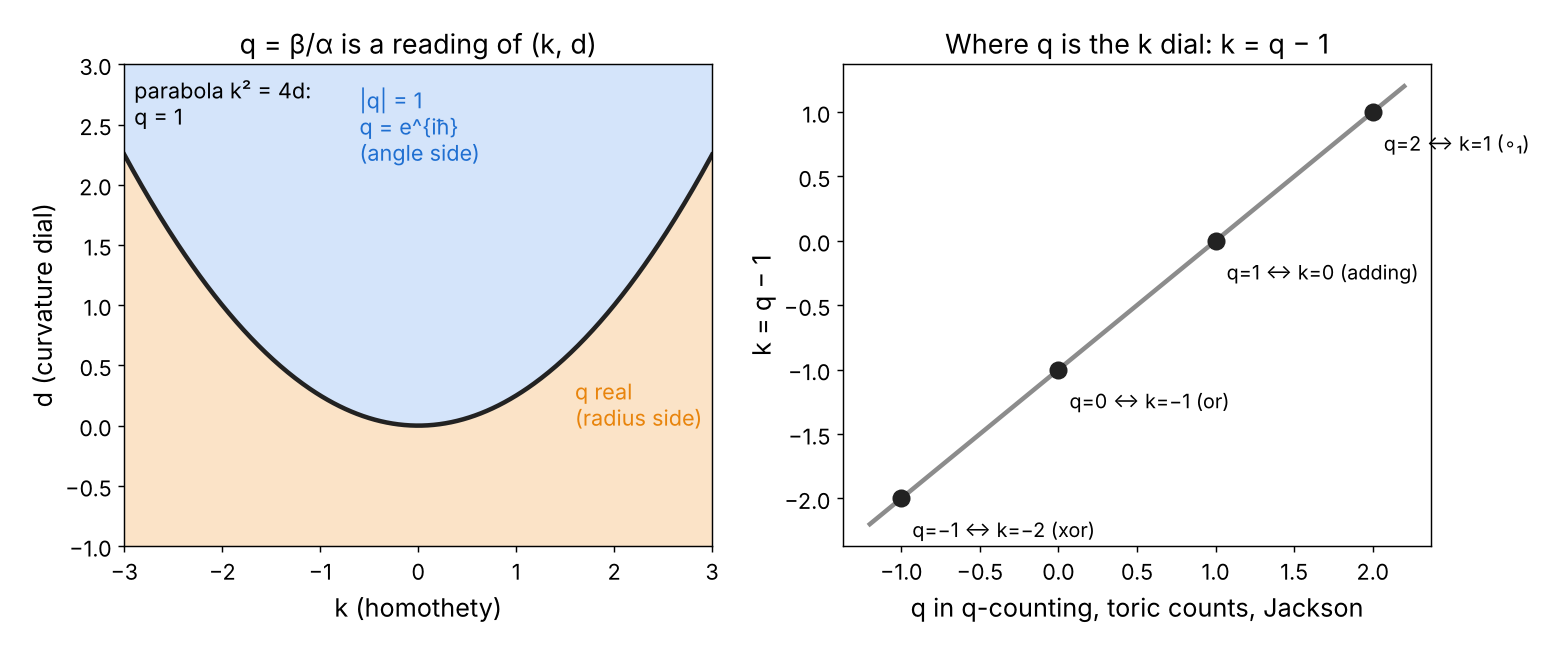 q = β/α is a reading of (k, d)
3.0
2.5
2.0
1.5
1.0
0.5
0.0
−0.5
−1.0
d (curvature dial)
parabola k² = 4d:
q = 1
|q| = 1
q = e^{iħ}
(angle side)
q real
(radius side)
−3
−2
−1
0
1
2
3
k (homothety)
Where q is the k dial: k = q − 1
1.0
0.5
0.0
−0.5
−1.0
−1.5
−2.0
k = q − 1
q=2 ↔ k=1 (∘₁)
q=1 ↔ k=0 (adding)
q=0 ↔ k=−1 (or)
q=−1 ↔ k=−2 (xor)
−1.0
−0.5
0.0
0.5
1.0
1.5
2.0
q in q-counting, toric counts, Jackson